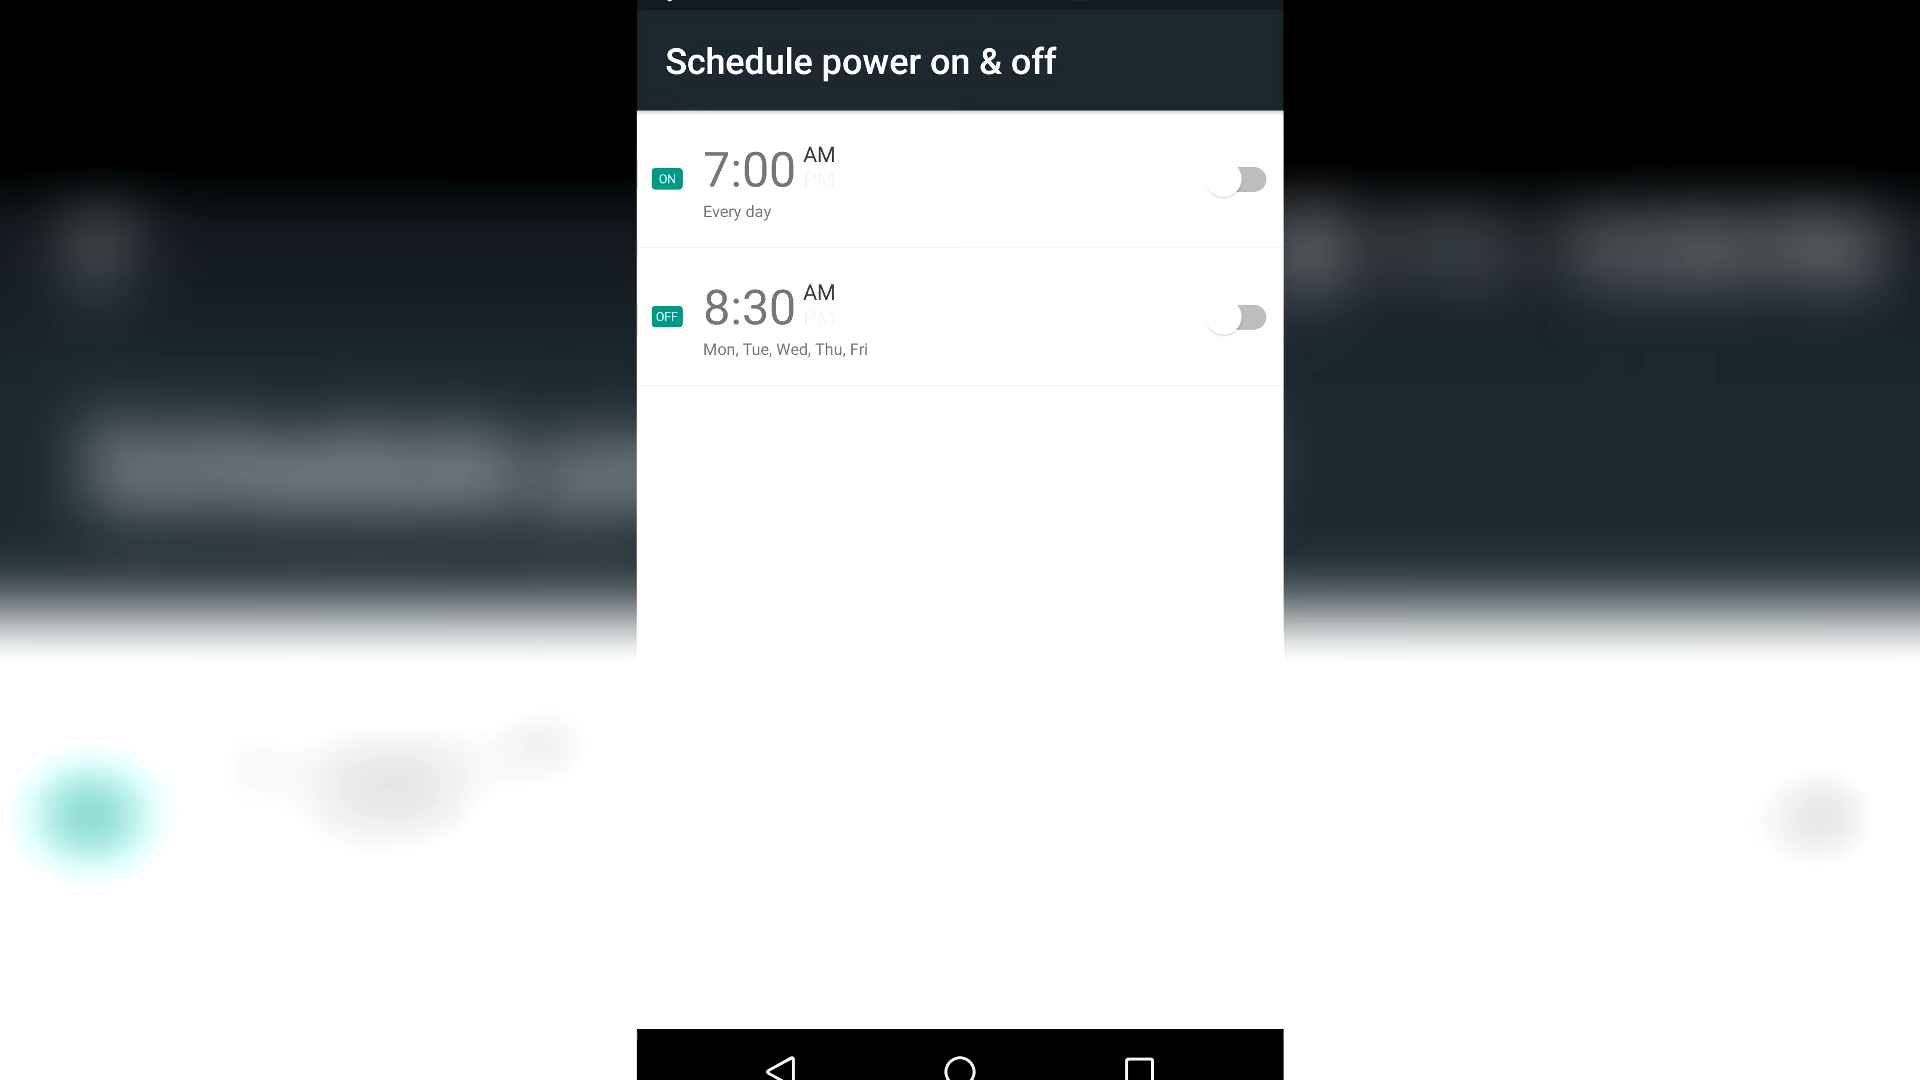 Schedule power on & off
ON 7:00 AM
PM
Every day
OFF 8:30 AM
PM
Mon, Tue, Wed, Thu, Fri